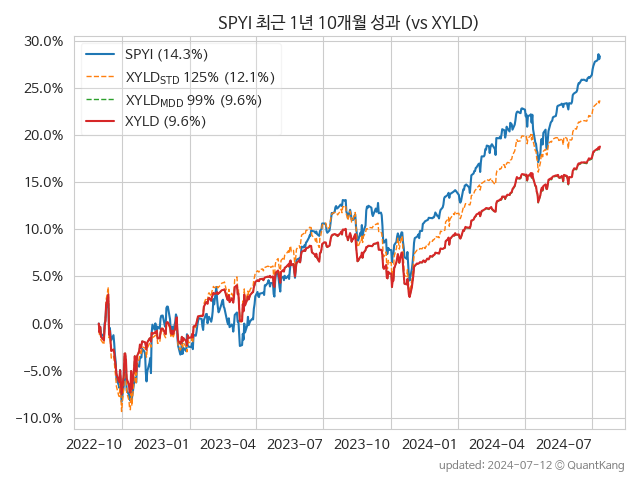 SPYI 최근 1년 10개월 성과 (vs XYLD)
30.0%
25.0%
20.0%
15.0%
10.0%
5.0%
0.0%
−5.0%
−10.0%
SPYI (14.3%)
XYLD_STD 125% (12.1%)
XYLD_MDD 99% (9.6%)
XYLD (9.6%)
2022-10 2023-01 2023-04 2023-07 2023-10 2024-01 2024-04 2024-07
updated: 2024-07-12 © QuantKang